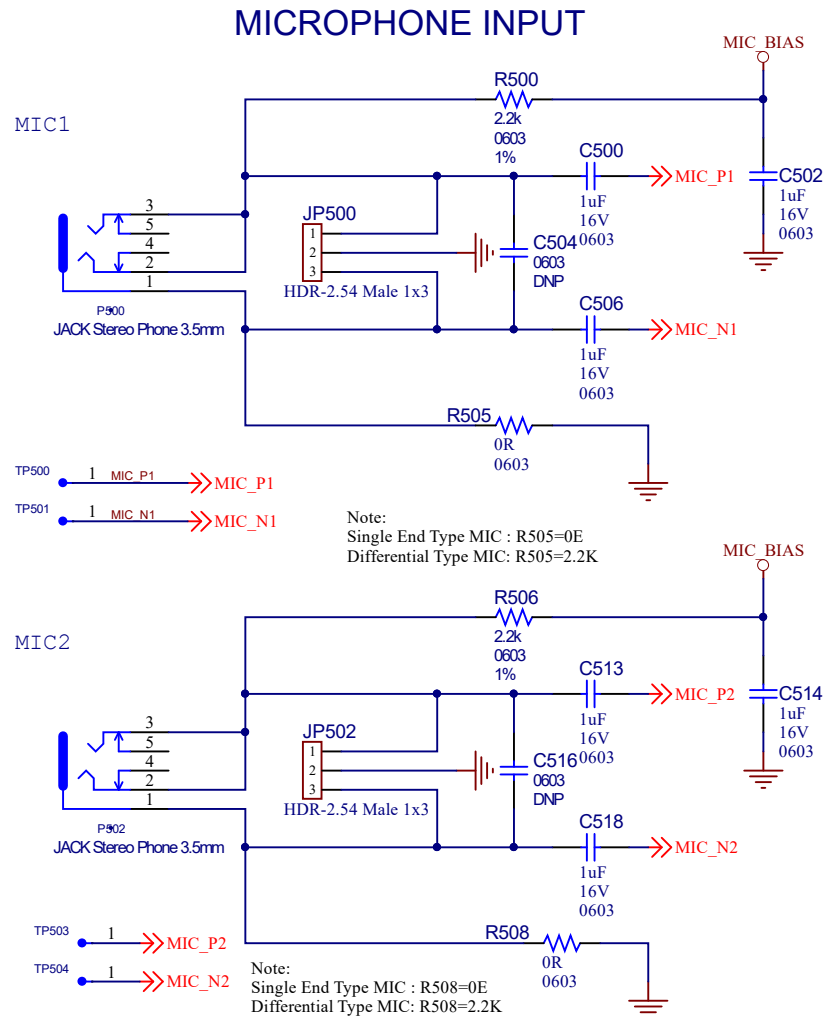 MICROPHONE INPUT
MIC_BIAS
R500
2.2k
0603
1%
MIC1
C500
1uF
16V
0603
MIC_P1
C502
1uF
16V
0603
3
5
4
2
1
P500
JACK Stereo Phone 3.5mm
JP500
1
2
3
HDR-2.54 Male 1x3
C504
0603
DNP
C506
1uF
16V
0603
MIC_N1
R505
0R
0603
TP500 1 MIC_P1 MIC_P1
TP501 1 MIC_N1 MIC_N1
Note:
Single End Type MIC : R505=0E
Differential Type MIC: R505=2.2K
MIC_BIAS
R506
2.2k
0603
1%
MIC2
C513
1uF
16V
0603
MIC_P2
C514
1uF
16V
0603
3
5
4
2
1
P502
JACK Stereo Phone 3.5mm
JP502
1
2
3
HDR-2.54 Male 1x3
C516
0603
DNP
C518
1uF
16V
0603
MIC_N2
R508
0R
0603
TP503 1 MIC_P2
TP504 1 MIC_N2
Note:
Single End Type MIC : R508=0E
Differential Type MIC: R508=2.2K